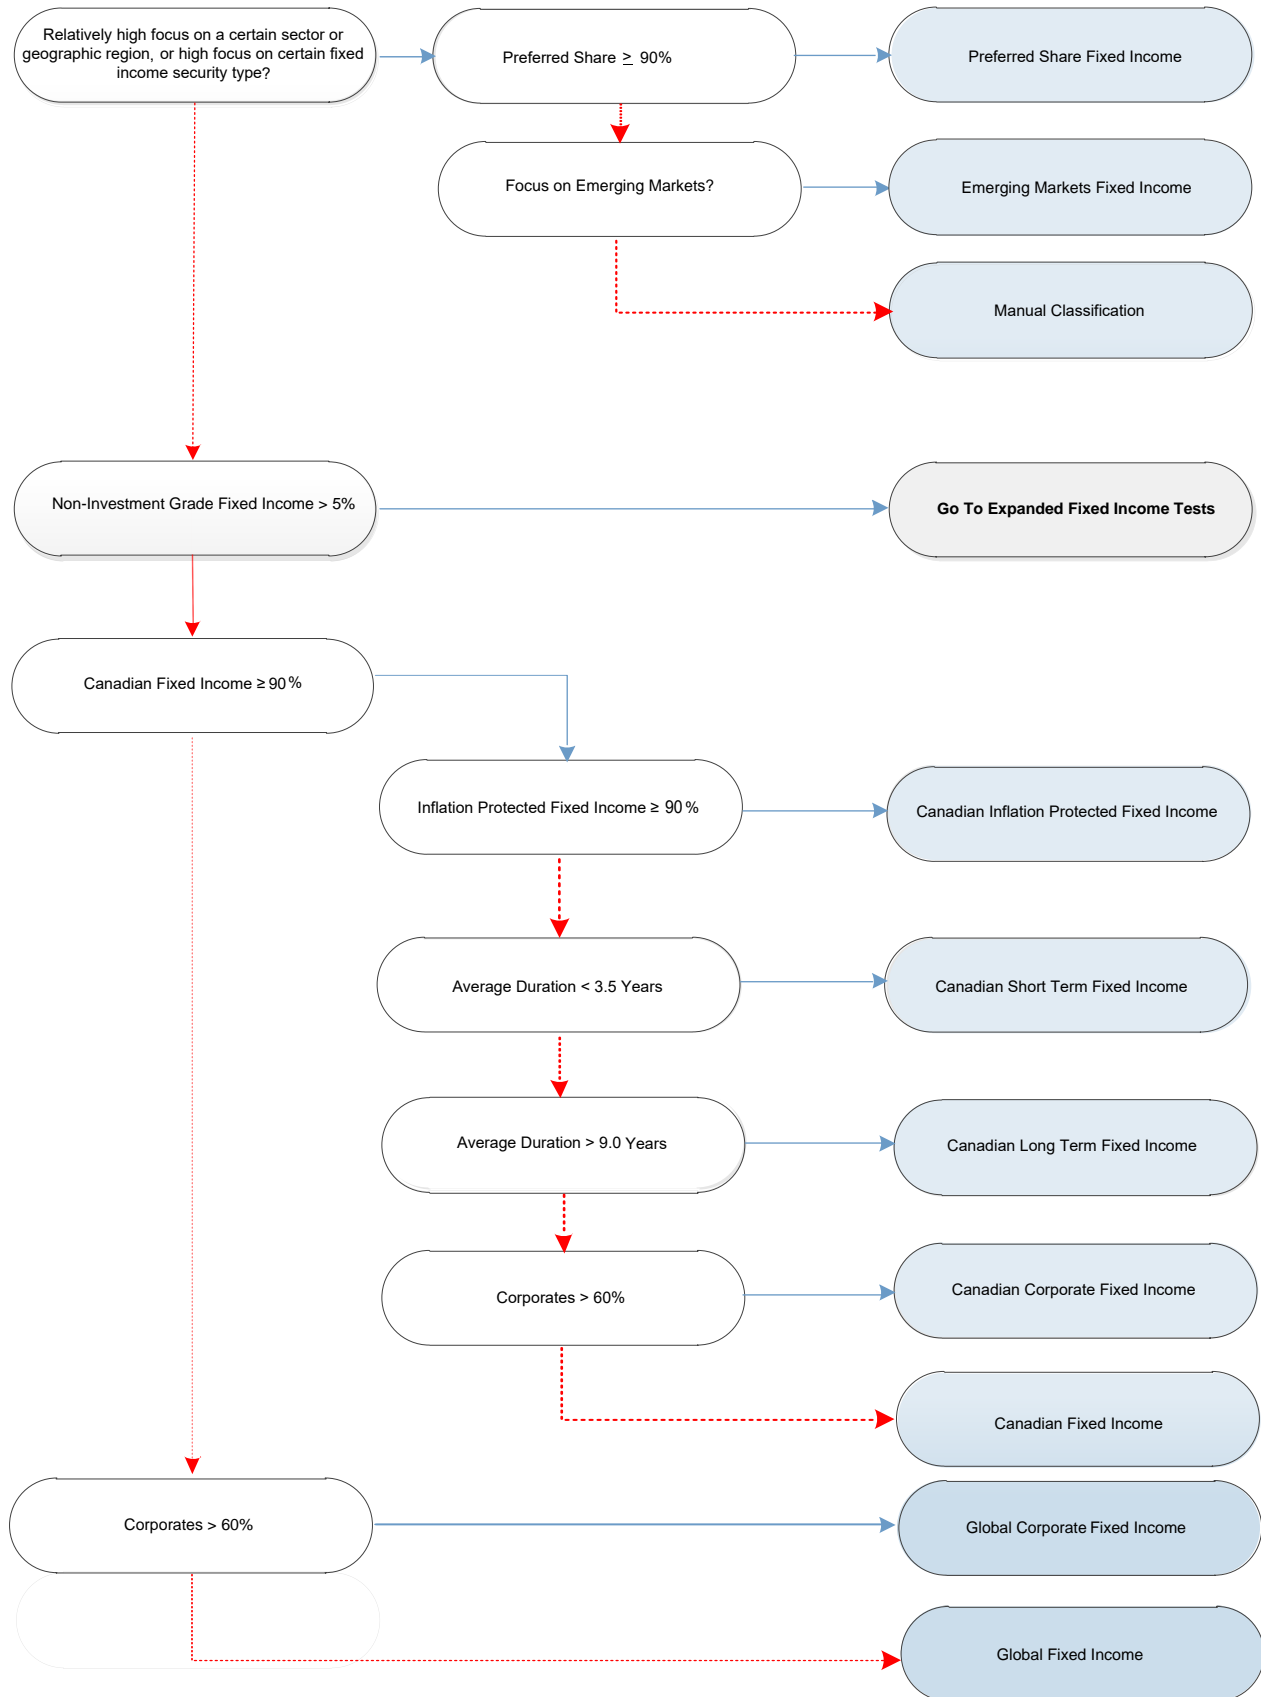 Relatively high focus on a certain sector or
geographic region, or high focus on certain fixed
income security type?
Preferred Share ≥ 90%
Preferred Share Fixed Income
Focus on Emerging Markets?
Emerging Markets Fixed Income
Manual Classification
Non-Investment Grade Fixed Income > 5%
Go To Expanded Fixed Income Tests
Canadian Fixed Income ≥ 90%
Inflation Protected Fixed Income ≥ 90%
Canadian Inflation Protected Fixed Income
Average Duration < 3.5 Years
Canadian Short Term Fixed Income
Average Duration > 9.0 Years
Canadian Long Term Fixed Income
Corporates > 60%
Canadian Corporate Fixed Income
Canadian Fixed Income
Corporates > 60%
Global Corporate Fixed Income
Global Fixed Income